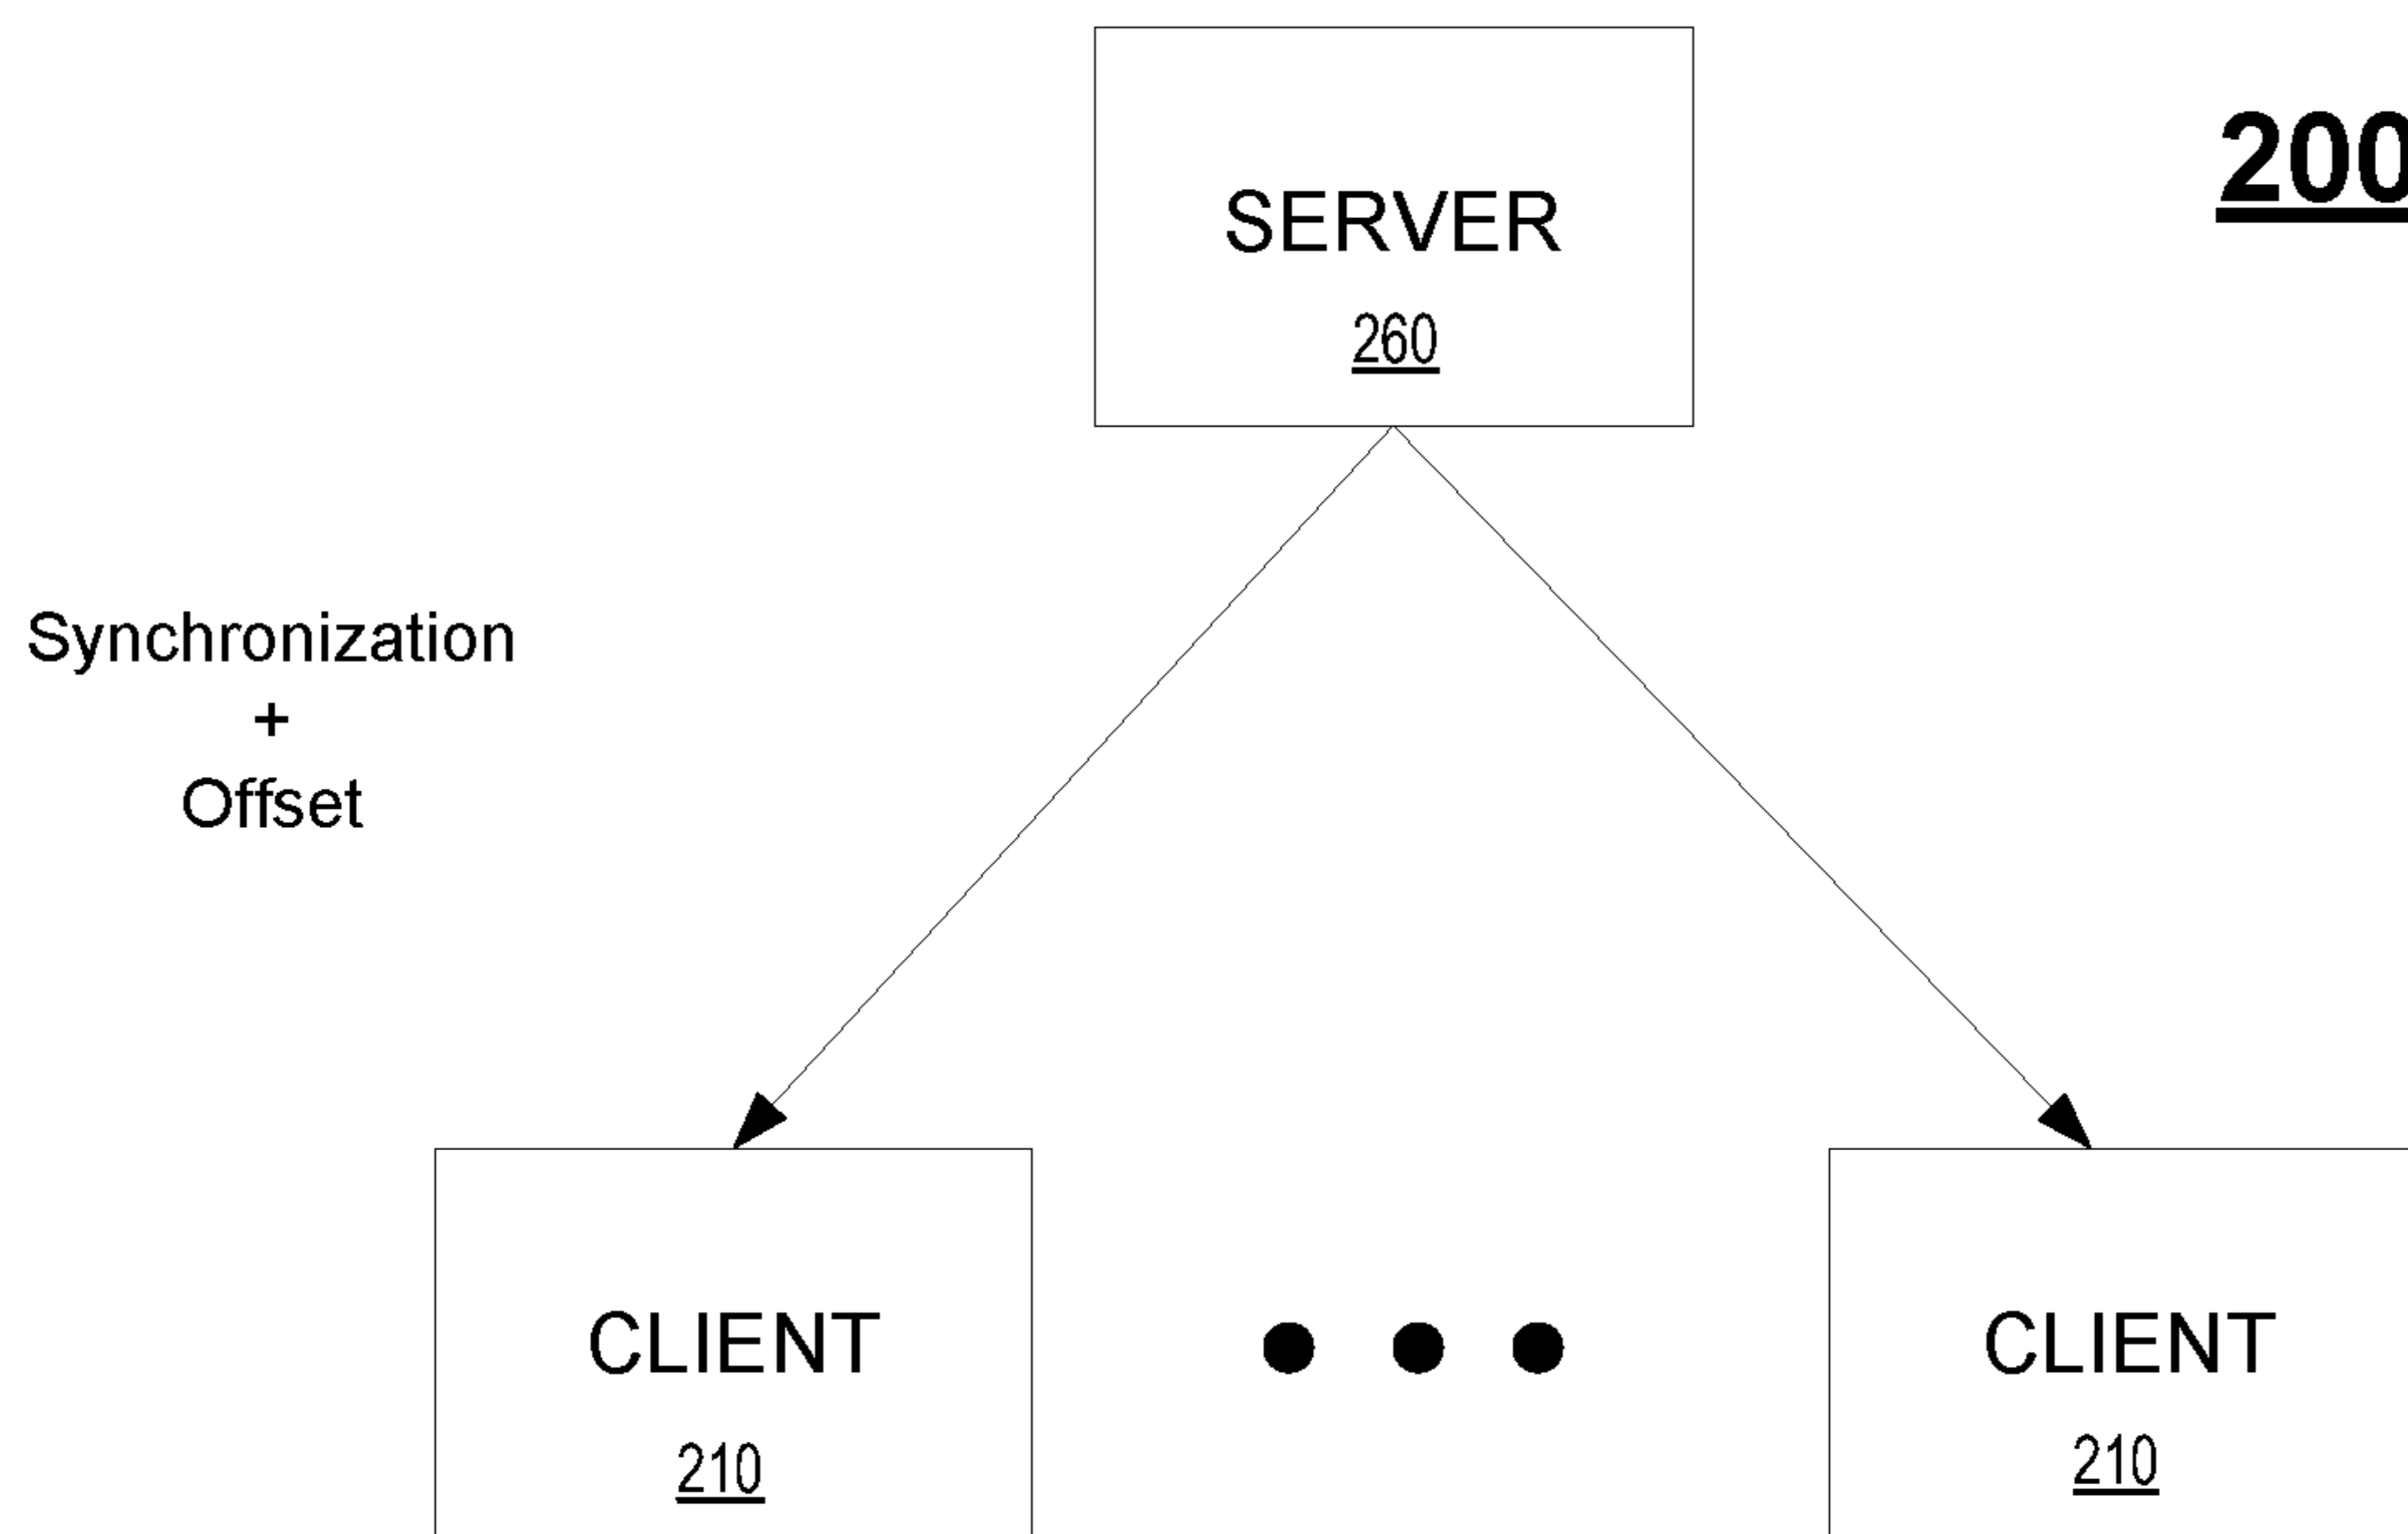 SERVER
260
200
Synchronization
+
Offset
CLIENT
210
CLIENT
210